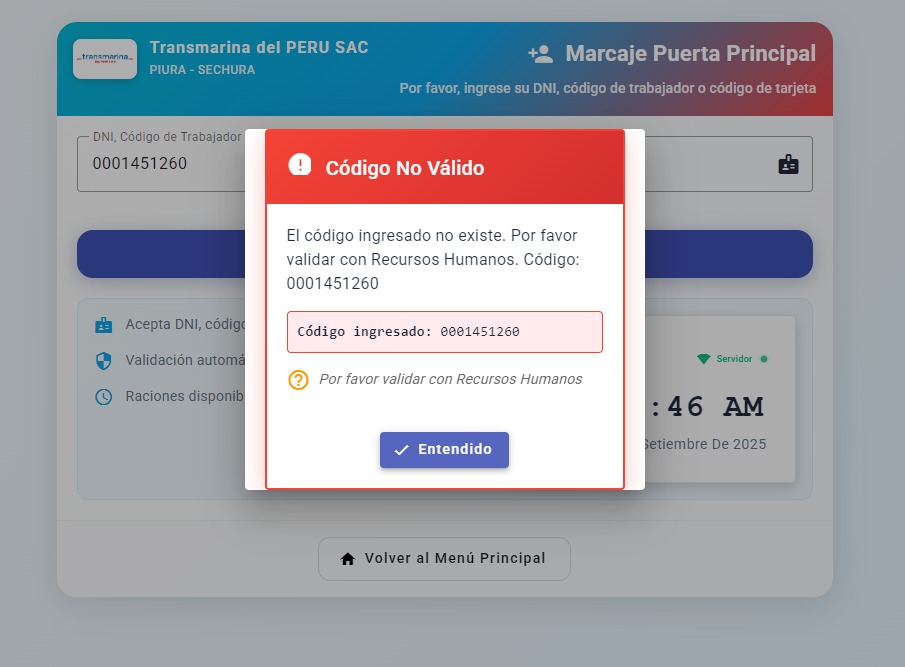 transmarina
Transmarina del PERU SAC
PIURA - SECHURA
Marcaje Puerta Principal
Por favor, ingrese su DNI, código de trabajador o código de tarjeta
DNI, Código de Trabajador
0001451260
Código No Válido
El código ingresado no existe. Por favor
validar con Recursos Humanos. Código:
0001451260
Código ingresado: 0001451260
Por favor validar con Recursos Humanos
Entendido
Acepta DNI, códig
Validación automá
Raciones disponib
Servidor
:46 AM
Setiembre De 2025
Volver al Menú Principal